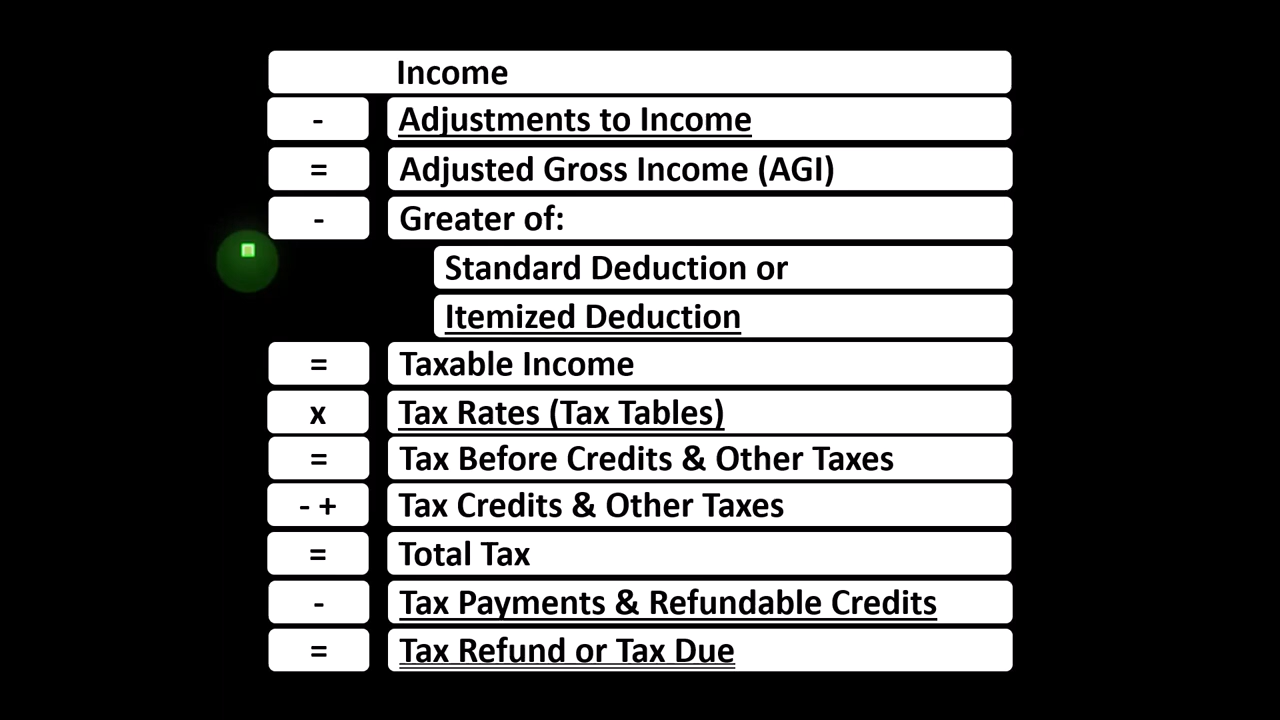 Income
- Adjustments to Income
= Adjusted Gross Income (AGI)
- Greater of:
Standard Deduction or
Itemized Deduction
= Taxable Income
x Tax Rates (Tax Tables)
= Tax Before Credits & Other Taxes
- + Tax Credits & Other Taxes
= Total Tax
- Tax Payments & Refundable Credits
= Tax Refund or Tax Due